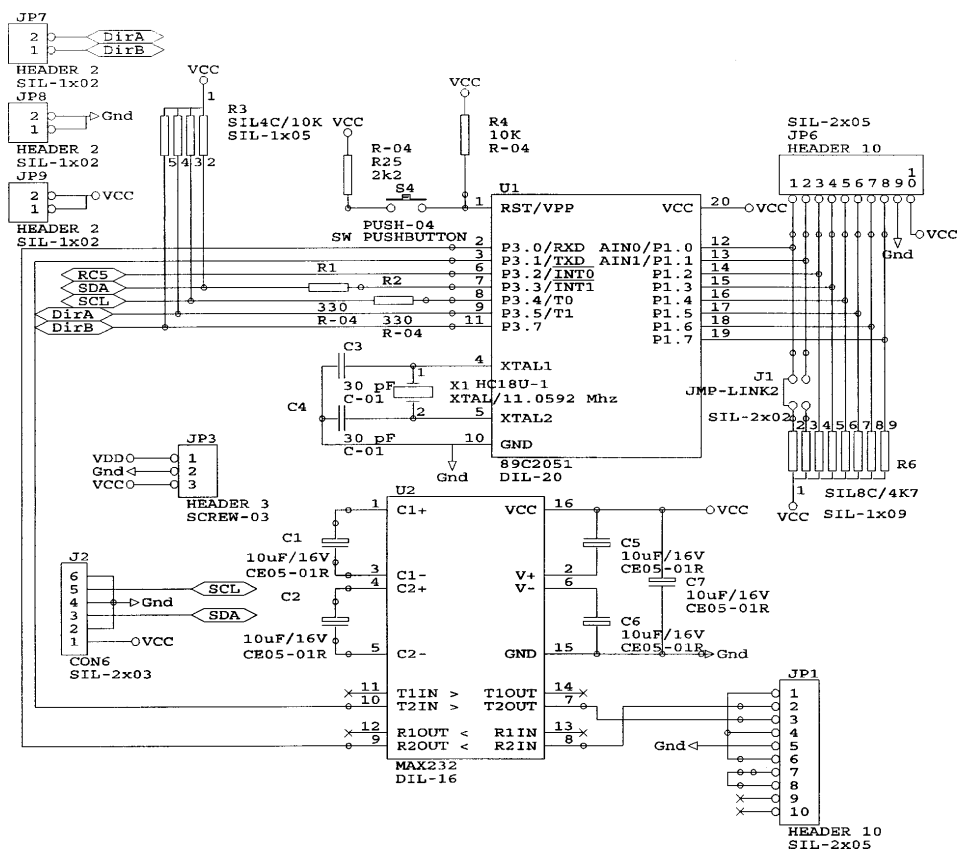 JP7
2
1
DirA
DirB
HEADER 2
SIL-1x02
JP8
2
1
Gnd
HEADER 2
SIL-1x02
JP9
2
1
VCC
HEADER 2
SIL-1x02
VCC
1
R3
SIL4C/10K
SIL-1x05
5 4 3 2
VCC
R-04
R25
2k2
S4
PUSH-04
SW PUSHBUTTON
VCC
R4
10K
R-04
SIL-2x05
JP6
HEADER 10
1 2 3 4 5 6 7 8 9 10
VCC
Gnd
U1
1 RST/VPP VCC 20 VCC
2 P3.0/RXD AIN0/P1.0 12
3 P3.1/TXD AIN1/P1.1 13
6 P3.2/INT0 P1.2 14
7 P3.3/INT1 P1.3 15
8 P3.4/T0 P1.4 16
9 P3.5/T1 P1.5 17
11 P3.7 P1.6 18
P1.7 19
4 XTAL1
5 XTAL2
10 GND
89C2051
DIL-20
RC5
SDA
SCL
DirA
DirB
R1
R2
330
R-04
330
R-04
C3
30 pF
C-01
C4
30 pF
C-01
1
2
X1 HC18U-1
XTAL/11.0592 Mhz
Gnd
J1
JMP-LINK2
SIL-2x02
2 3 4 5 6 7 8 9
R6
1
SIL8C/4K7
VCC
SIL-1x09
JP3
VDD 1
Gnd 2
VCC 3
HEADER 3
SCREW-03
J2
6
5 SCL
4 Gnd
3 SDA
2
1 VCC
CON6
SIL-2x03
U2
1 C1+ VCC 16 VCC
3 C1- V+ 2
4 C2+ V- 6
5 C2- GND 15 Gnd
11 T1IN > T1OUT 14
10 T2IN > T2OUT 7
12 R1OUT < R1IN 13
9 R2OUT < R2IN 8
MAX232
DIL-16
C1
10uF/16V
CE05-01R
C2
10uF/16V
CE05-01R
C5
10uF/16V
CE05-01R
C7
10uF/16V
CE05-01R
C6
10uF/16V
CE05-01R
JP1
1
2
3
4
Gnd 5
6
7
8
9
10
HEADER 10
SIL-2x05